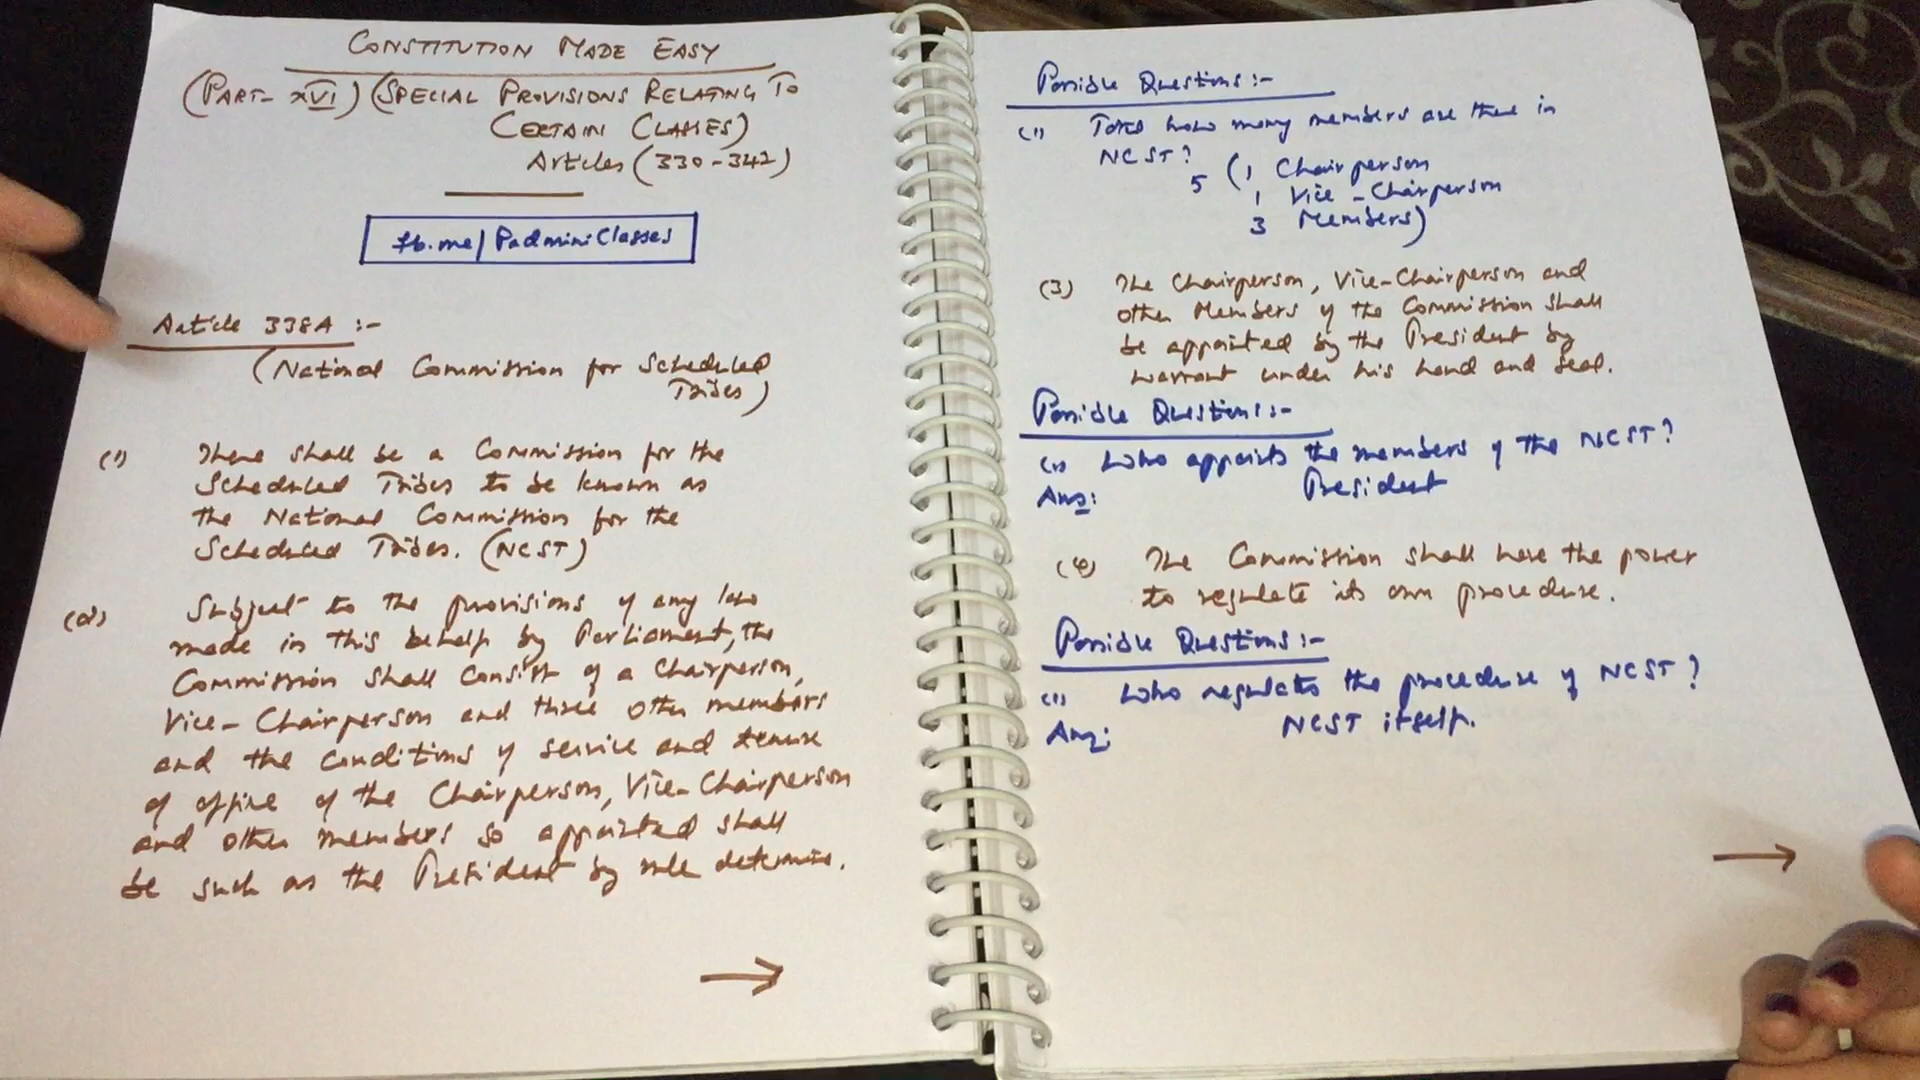 CONSTITUTION MADE EASY
(PART-XVI) (SPECIAL PROVISIONS RELATING TO
CERTAIN CLASSES)
Articles (330-342)
fb.me/PadminiClasses
Article 338A :-
(National Commission for Scheduled
Tribes)
(1) There shall be a Commission for the
Scheduled Tribes to be known as
the National Commission for the
Scheduled Tribes. (NCST)
(2) Subject to the provisions of any law
made in this behalf by Parliament, the
Commission shall consist of a Chairperson,
Vice-Chairperson and three other members
and the conditions of service and tenure
of office of the Chairperson, Vice-Chairperson
and other members so appointed shall
be such as the President by rule determine.
→
Possible Questions :-
(1) Total how many members are there in
NCST?
5 (1 Chairperson
1 Vice-Chairperson
3 Members)
(3) The Chairperson, Vice-Chairperson and
other Members of the Commission shall
be appointed by the President by
warrant under his hand and seal.
Possible Questions :-
(1) Who appoints the members of the NCST?
Ans: President
(4) The Commission shall have the power
to regulate its own procedure.
Possible Questions :-
(1) Who regulates the procedure of NCST?
Ans: NCST itself.
→